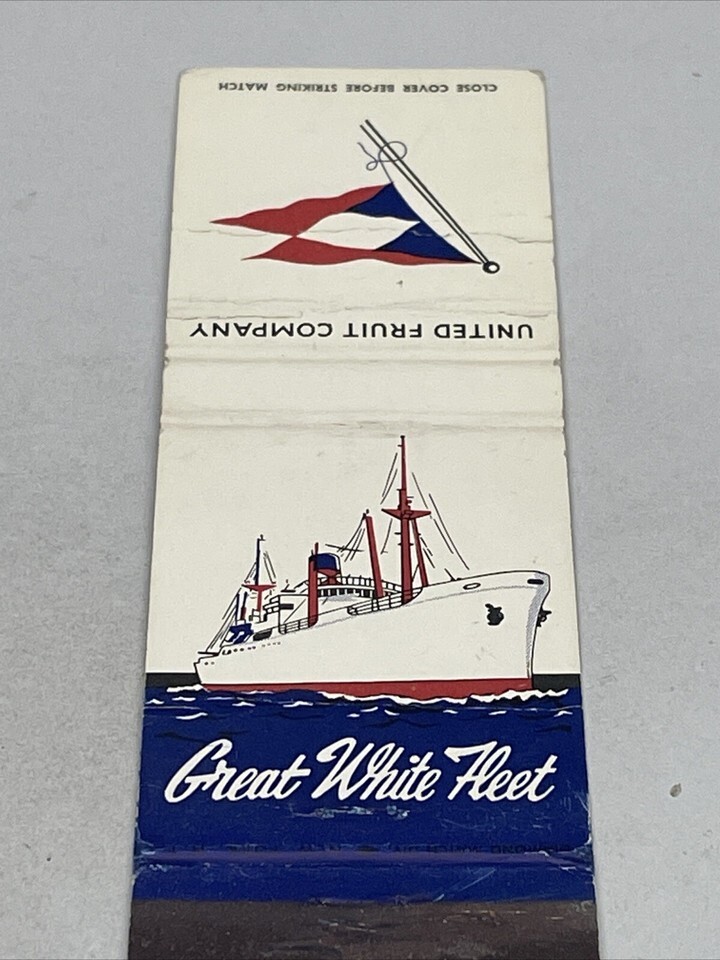 CLOSE COVER BEFORE STRIKING MATCH
UNITED FRUIT COMPANY
Great White Fleet